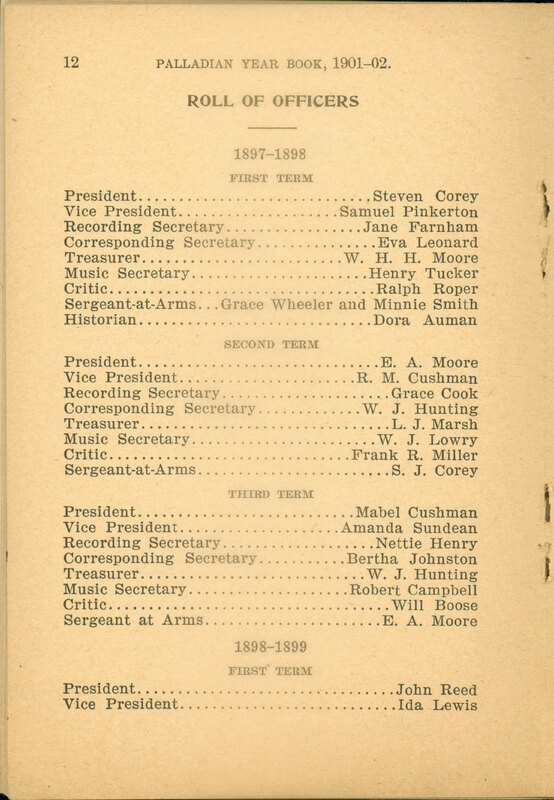 12 PALLADIAN YEAR BOOK, 1901-02.
ROLL OF OFFICERS
1897-1898
FIRST TERM
President..............................Steven Corey
Vice President.....................Samuel Pinkerton
Recording Secretary..................Jane Farnham
Corresponding Secretary...............Eva Leonard
Treasurer..........................W. H. H. Moore
Music Secretary.......................Henry Tucker
Critic..................................Ralph Roper
Sergeant-at-Arms...Grace Wheeler and Minnie Smith
Historian..............................Dora Auman
SECOND TERM
President...............................E. A. Moore
Vice President.......................R. M. Cushman
Recording Secretary......................Grace Cook
Corresponding Secretary.............W. J. Hunting
Treasurer................................L. J. Marsh
Music Secretary........................W. J. Lowry
Critic...............................Frank R. Miller
Sergeant-at-Arms.........................S. J. Corey
THIRD TERM
President............................Mabel Cushman
Vice President.....................Amanda Sundean
Recording Secretary....................Nettie Henry
Corresponding Secretary...........Bertha Johnston
Treasurer.............................W. J. Hunting
Music Secretary.....................Robert Campbell
Critic....................................Will Boose
Sergeant at Arms.......................E. A. Moore
1898-1899
FIRST TERM
President.................................John Reed
Vice President............................Ida Lewis